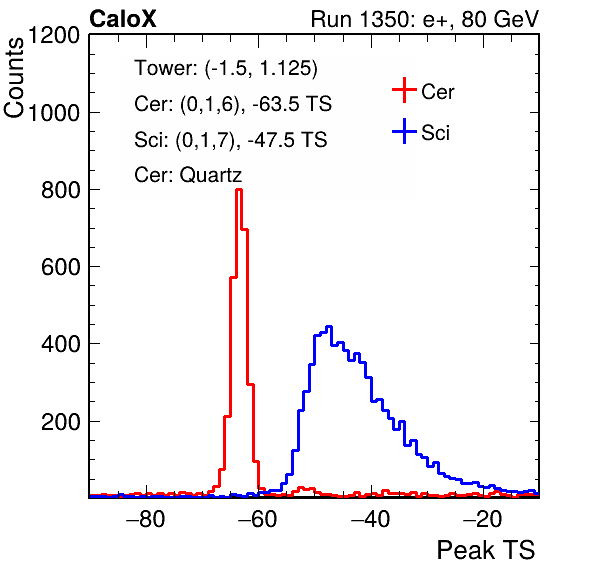 CaloX Run 1350: e+, 80 GeV
Counts
1200
1000
800
600
400
200
Tower: (-1.5, 1.125)
Cer: (0,1,6), -63.5 TS
Sci: (0,1,7), -47.5 TS
Cer: Quartz
Cer
Sci
−80 −60 −40 −20
Peak TS